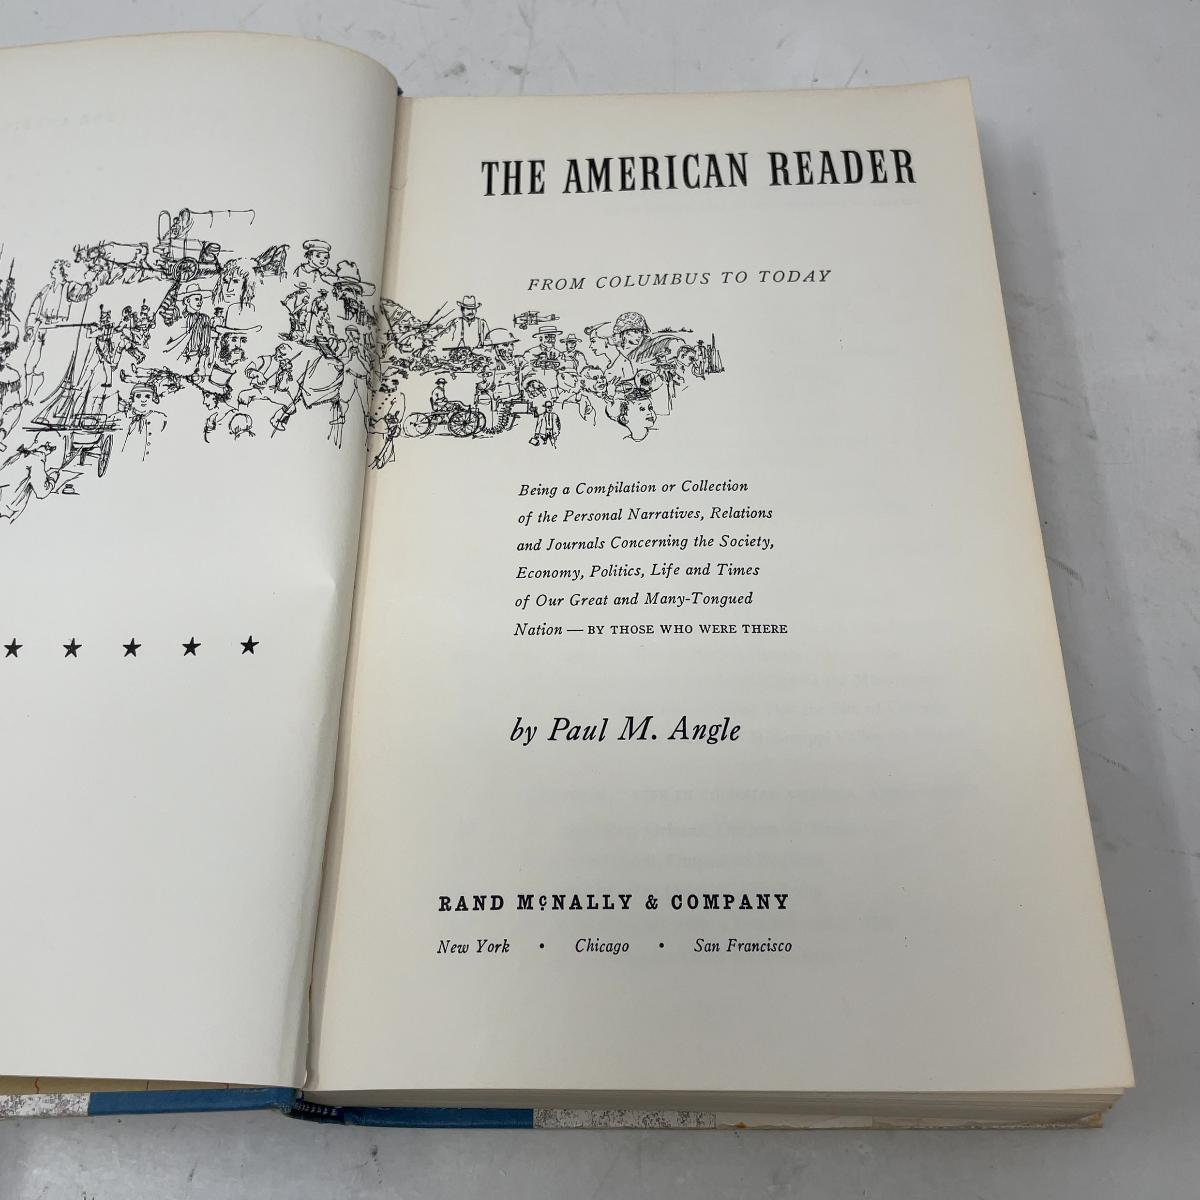 THE AMERICAN READER
FROM COLUMBUS TO TODAY
Being a Compilation or Collection
of the Personal Narratives, Relations
and Journals Concerning the Society,
Economy, Politics, Life and Times
of Our Great and Many-Tongued
Nation — BY THOSE WHO WERE THERE
by Paul M. Angle
RAND McNALLY & COMPANY
New York • Chicago • San Francisco